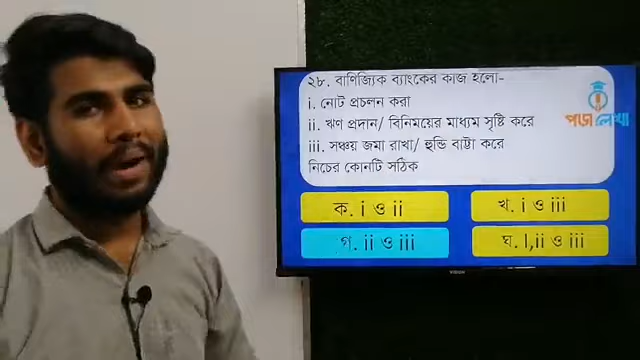 ২৮. বাণিজ্যিক ব্যাংকের কাজ হলো-
i. নোট প্রচলন করা
ii. ঋণ প্রদান/ বিনিময়ের মাধ্যম সৃষ্টি করে
iii. সঞ্চয় জমা রাখা/ হুন্ডি বাট্টা করে
নিচের কোনটি সঠিক
পড়া লেখা
ক. i ও ii
খ. i ও iii
গ. ii ও iii
ঘ. I,ii ও iii